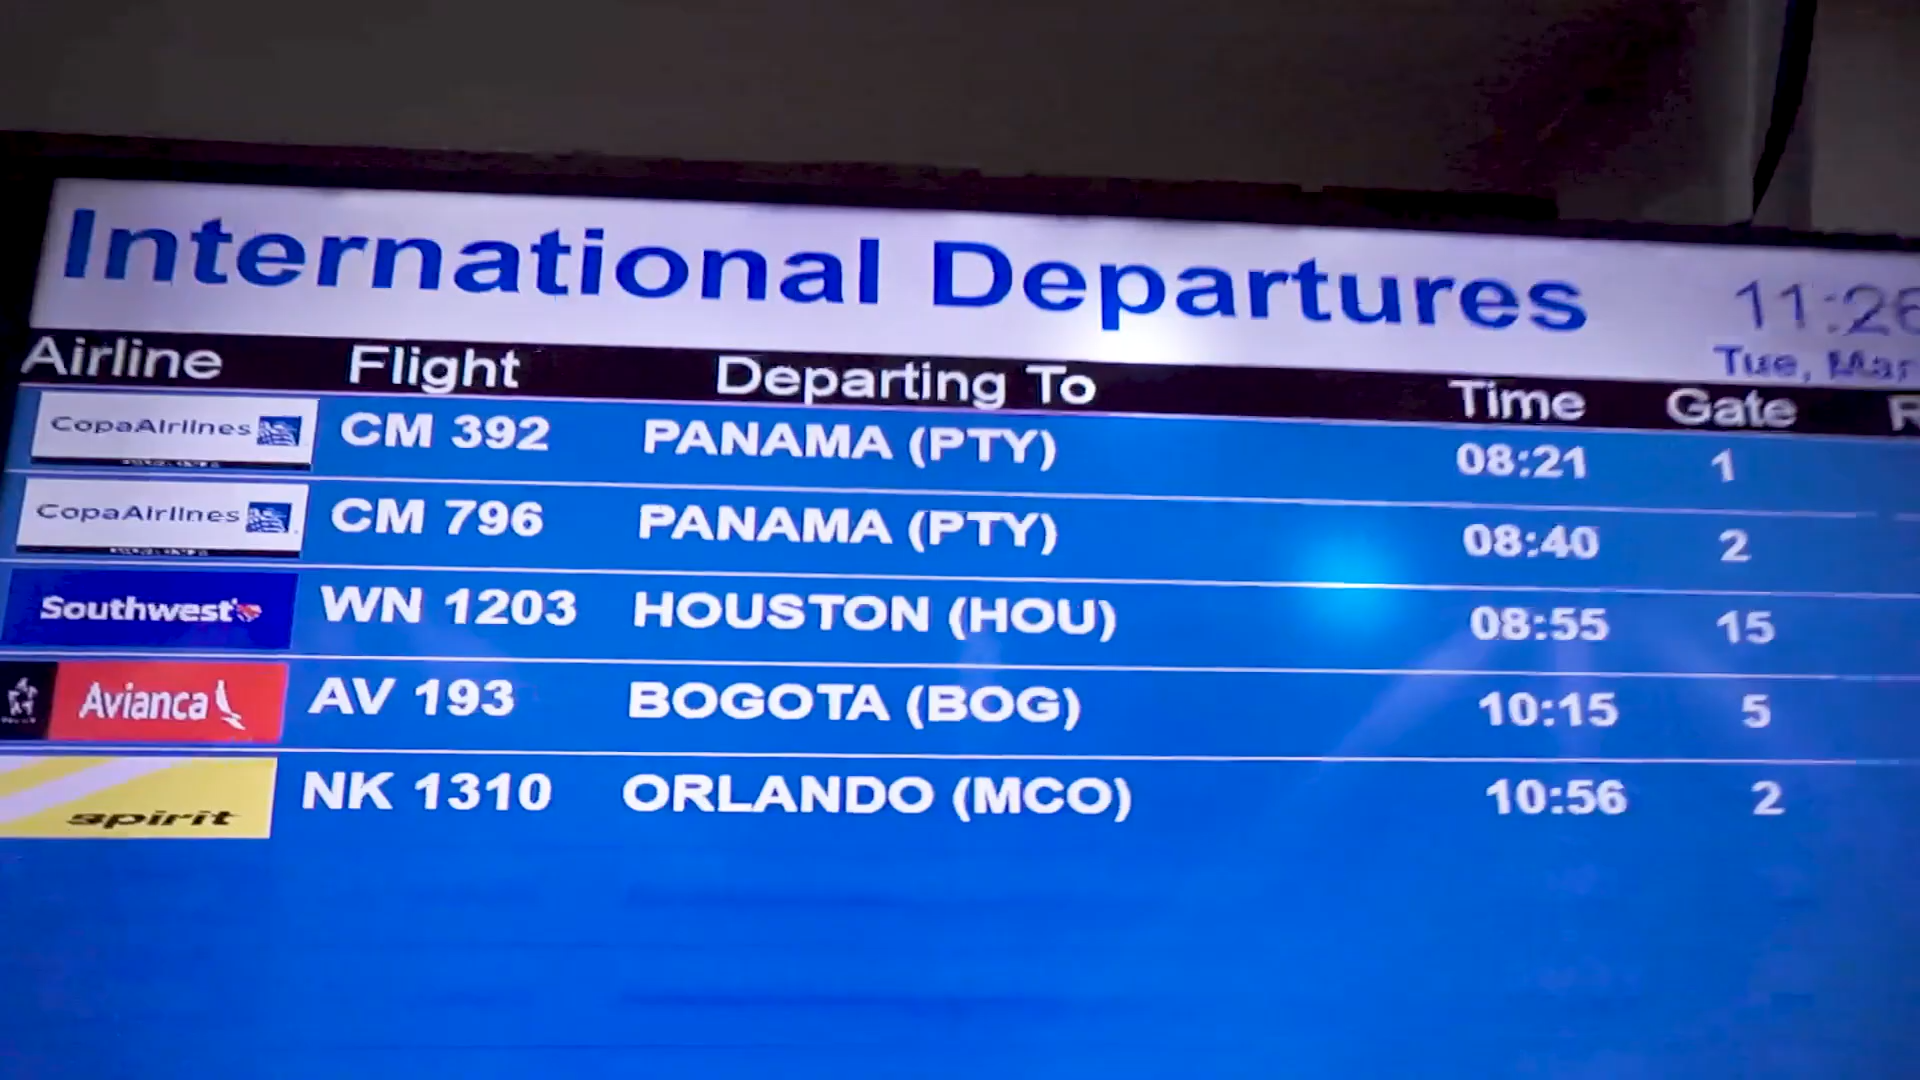 International Departures 11:26
Tue, Mar
Airline Flight Departing To Time Gate
CopaAirlines CM 392 PANAMA (PTY) 08:21 1
CopaAirlines CM 796 PANAMA (PTY) 08:40 2
Southwest WN 1203 HOUSTON (HOU) 08:55 15
Avianca AV 193 BOGOTA (BOG) 10:15 5
spirit NK 1310 ORLANDO (MCO) 10:56 2